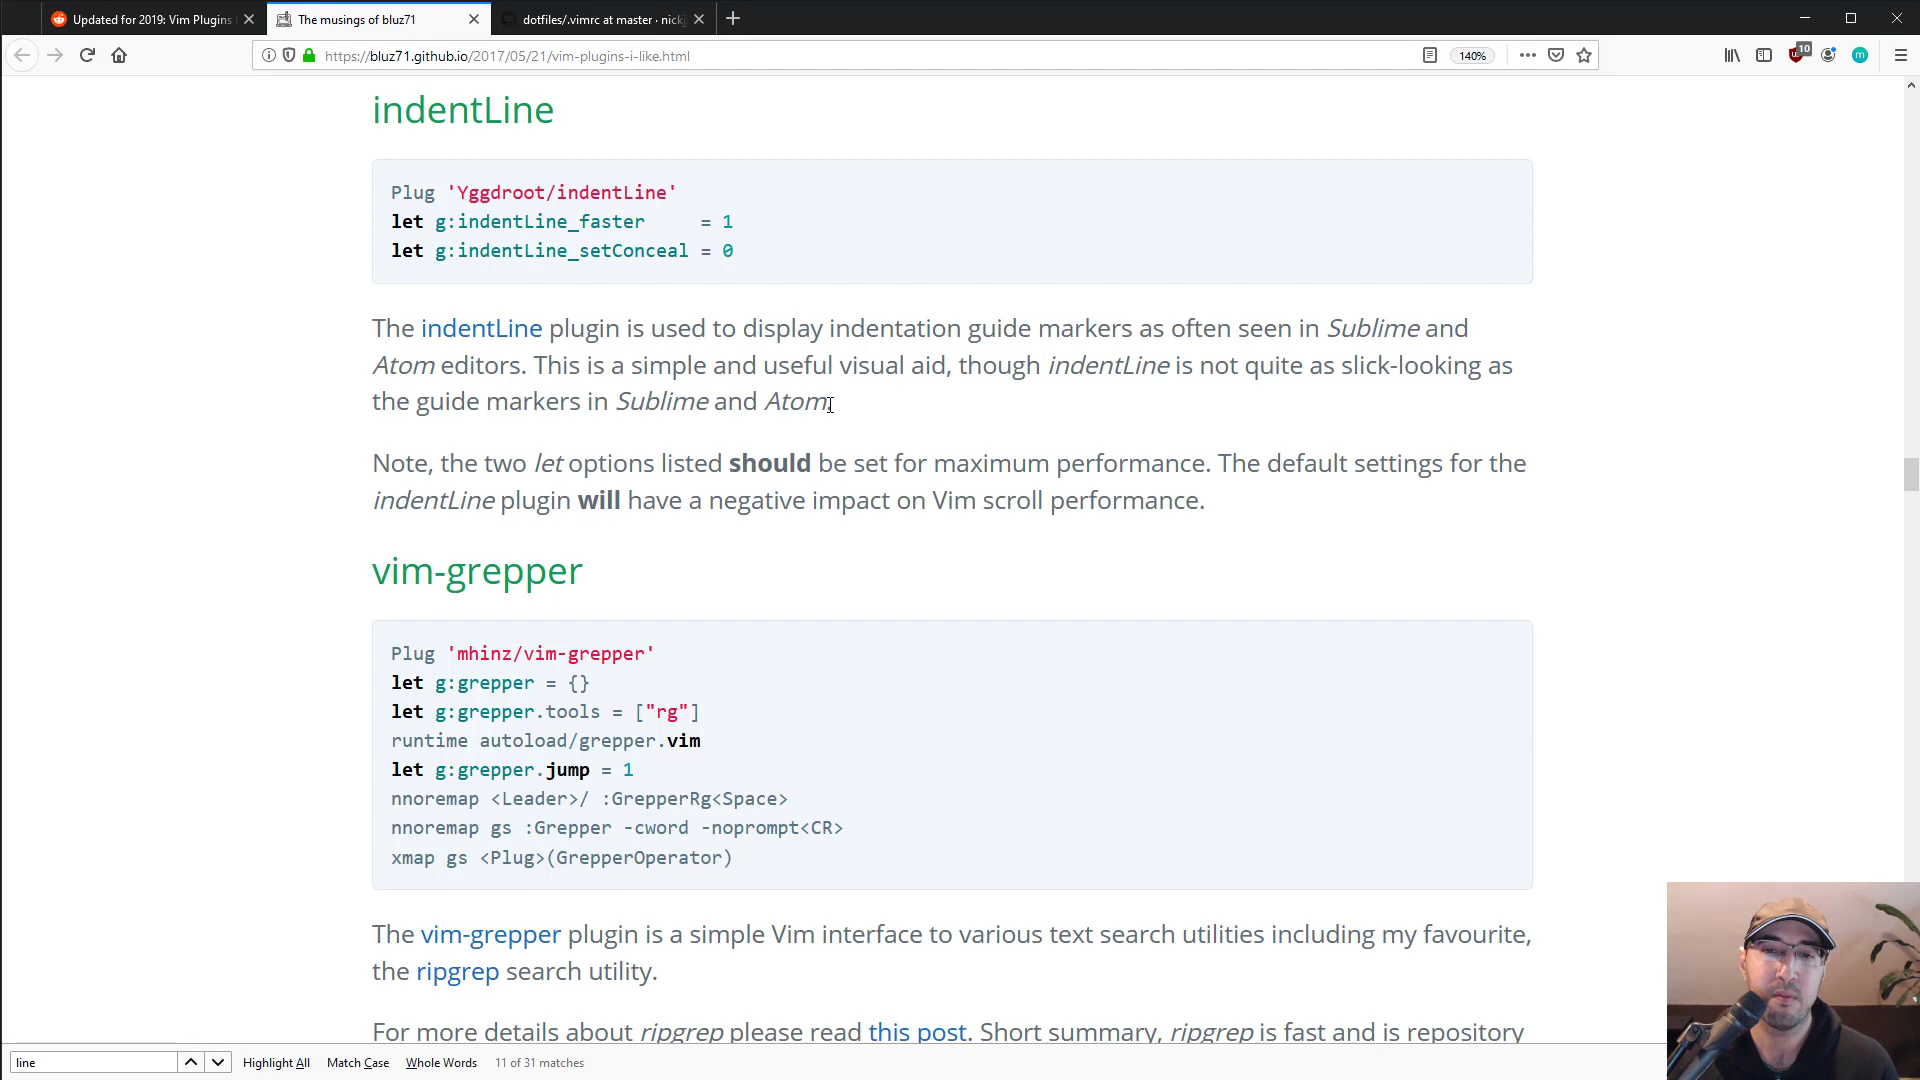 Updated for 2019: Vim Plugins
The musings of bluz71
dotfiles/.vimrc at master · nickj
https://bluz71.github.io/2017/05/21/vim-plugins-i-like.html
140%
10
m
indentLine
Plug 'Yggdroot/indentLine'
let g:indentLine_faster     = 1
let g:indentLine_setConceal = 0
The indentLine plugin is used to display indentation guide markers as often seen in Sublime and
Atom editors. This is a simple and useful visual aid, though indentLine is not quite as slick-looking as
the guide markers in Sublime and Atom.
Note, the two let options listed should be set for maximum performance. The default settings for the
indentLine plugin will have a negative impact on Vim scroll performance.
vim-grepper
Plug 'mhinz/vim-grepper'
let g:grepper = {}
let g:grepper.tools = ["rg"]
runtime autoload/grepper.vim
let g:grepper.jump = 1
nnoremap <Leader>/ :GrepperRg<Space>
nnoremap gs :Grepper -cword -noprompt<CR>
xmap gs <Plug>(GrepperOperator)
The vim-grepper plugin is a simple Vim interface to various text search utilities including my favourite,
the ripgrep search utility.
For more details about ripgrep please read this post. Short summary, ripgrep is fast and is repository
line
Highlight All
Match Case
Whole Words
11 of 31 matches